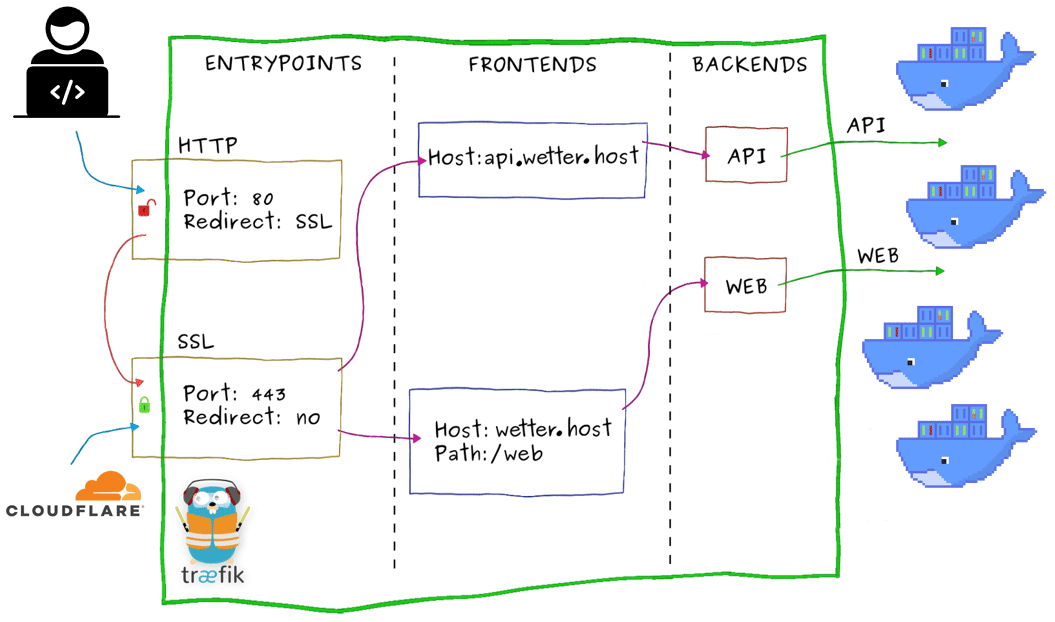 </>
ENTRYPOINTS
FRONTENDS
BACKENDS
HTTP
Port: 80
Redirect: SSL
Host:api.wetter.host
API
API
WEB
WEB
SSL
Port: 443
Redirect: no
Host: wetter.host
Path:/web
CLOUDFLARE
træfik